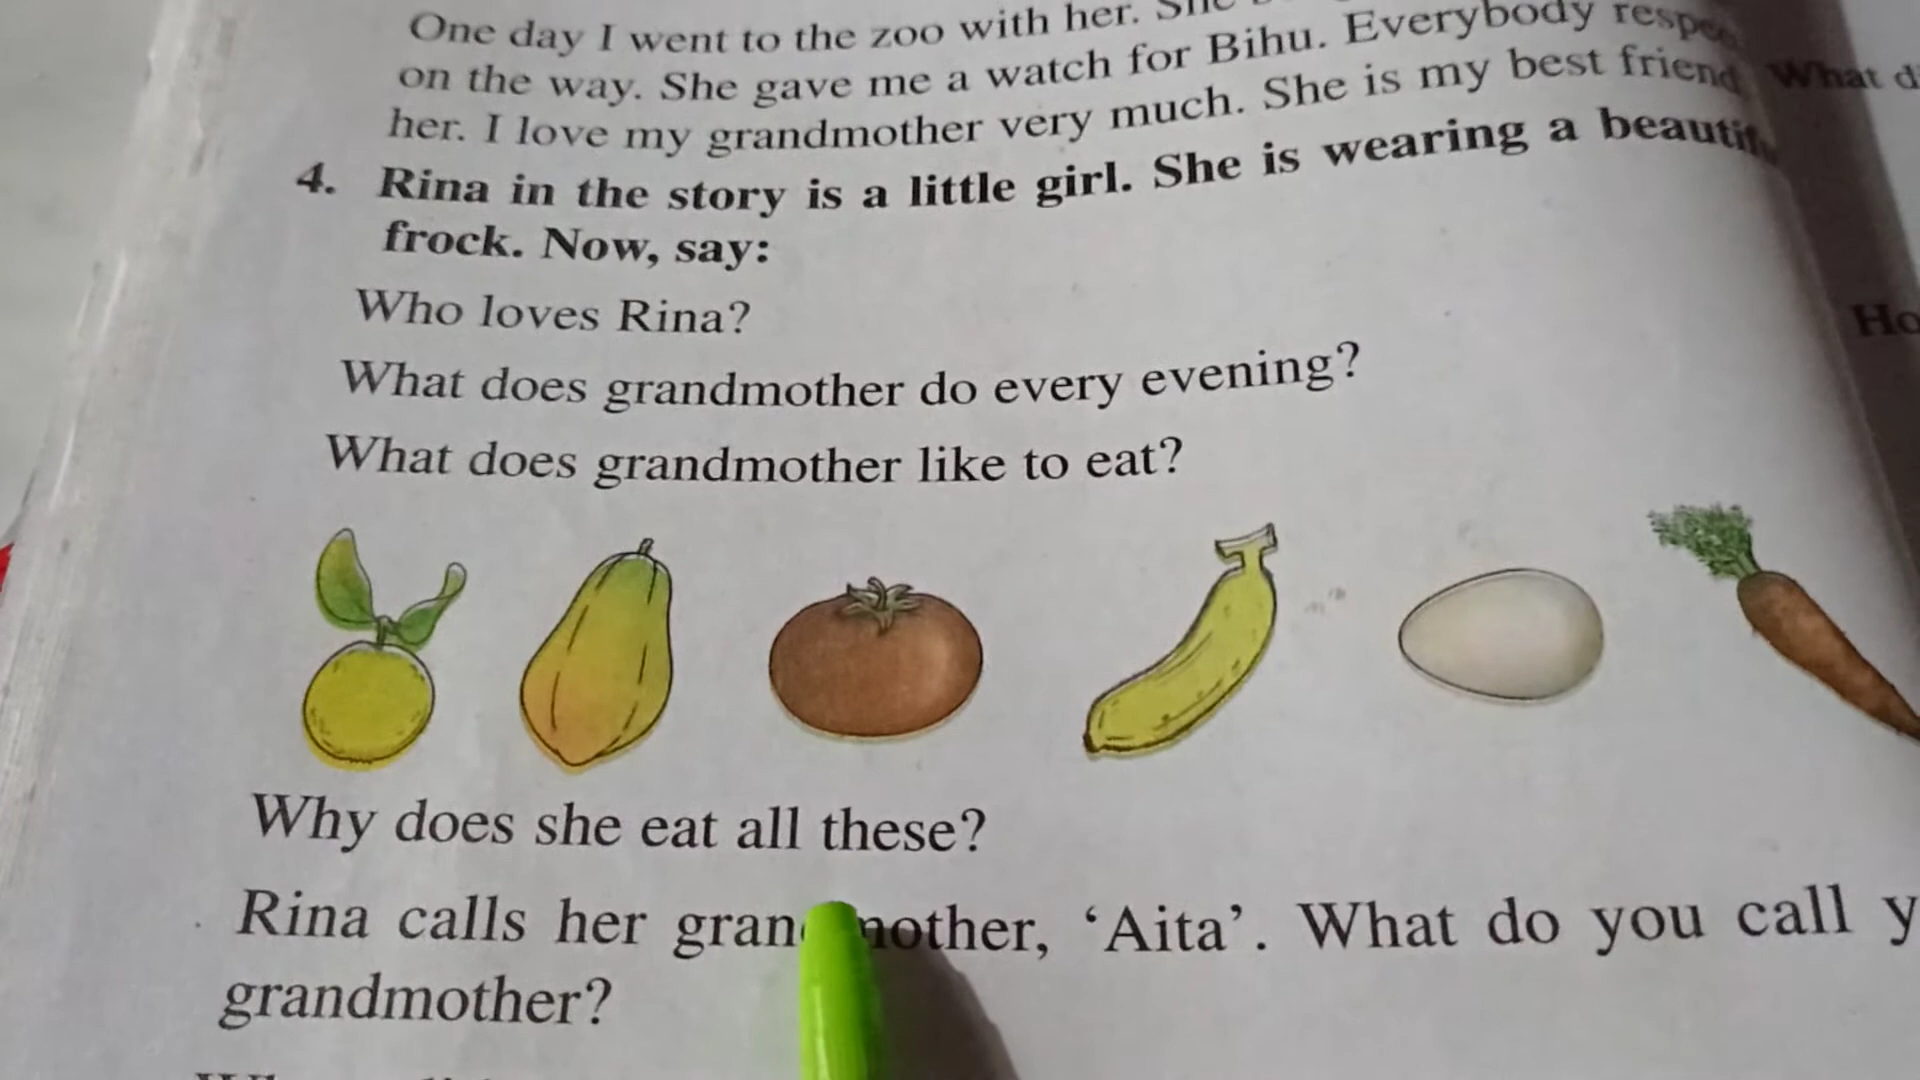 One day I went to the zoo with her. She
on the way. She gave me a watch for Bihu. Everybody
her. I love my grandmother very much. She is my best friend
4. Rina in the story is a little girl. She is wearing a
frock. Now, say:
Who loves Rina?
What does grandmother do every evening?
What does grandmother like to eat?
Why does she eat all these?
Rina calls her grandmother, ‘Aita’. What do you call
grandmother?
What